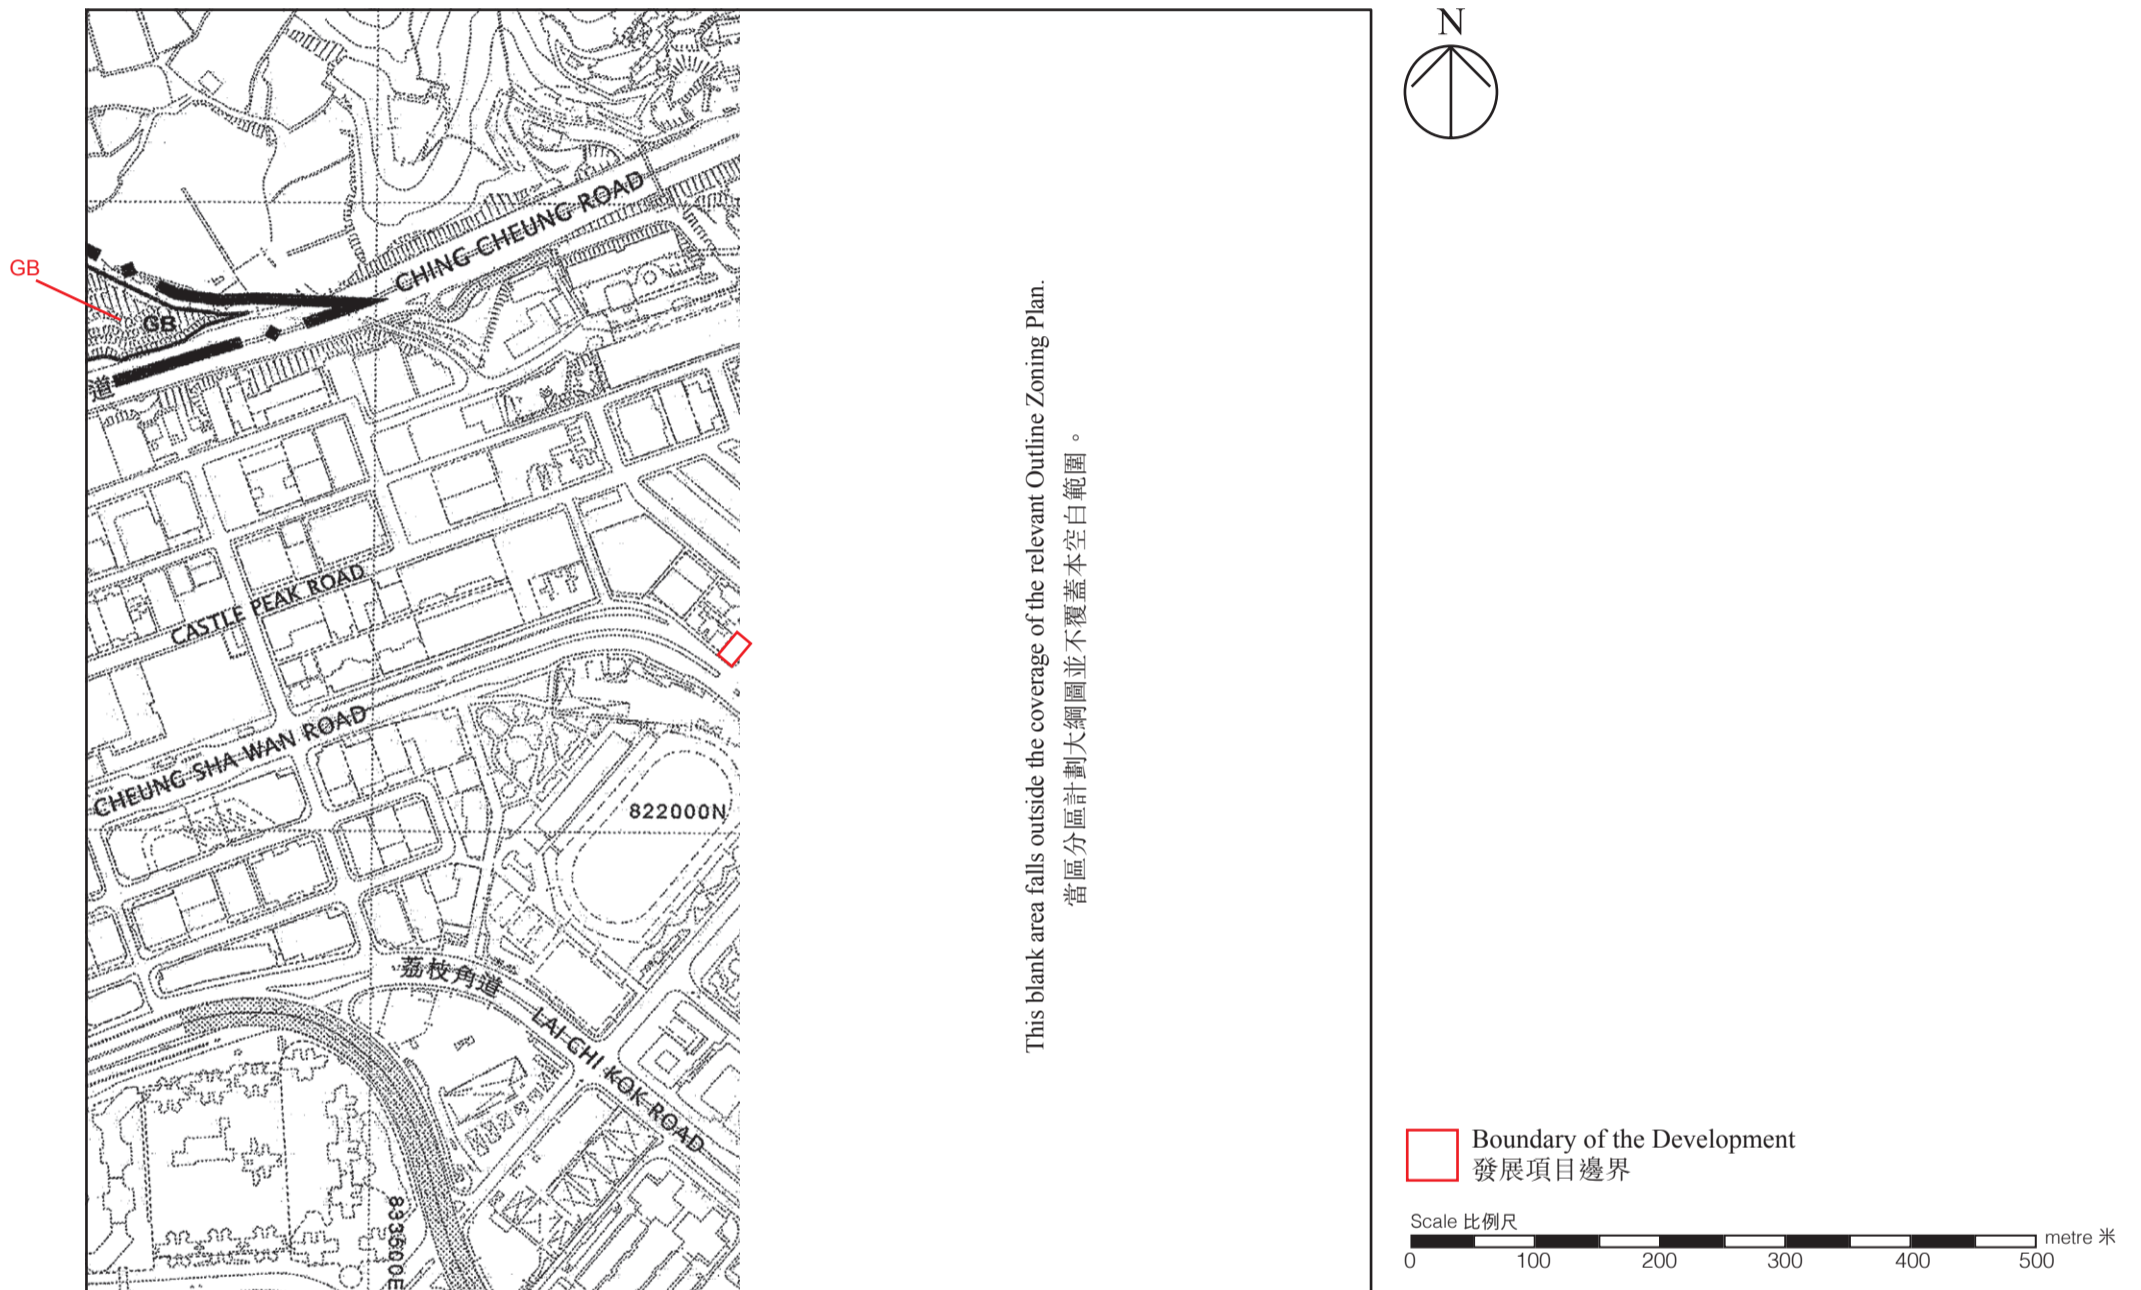 N
CHING CHEUNG ROAD
GB
GB
道
CASTLE PEAK ROAD
CHEUNG SHA WAN ROAD
822000N
荔枝角道
LAI CHI KOK ROAD
833500E
This blank area falls outside the coverage of the relevant Outline Zoning Plan.
當區分區計劃大綱圖並不覆蓋本空白範圍。
Boundary of the Development
發展項目邊界
Scale 比例尺
metre 米
0 100 200 300 400 500